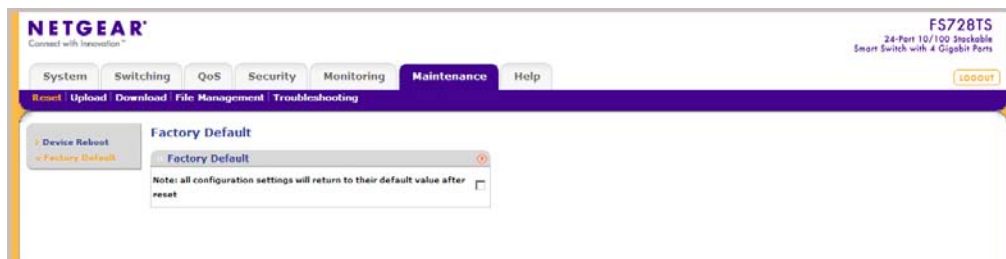 NETGEAR
Connect with Innovation™
FS728TS
24-Port 10/100 Stackable
Smart Switch with 4 Gigabit Ports
System Switching QoS Security Monitoring Maintenance Help
LOGOUT
Reset Upload Download File Management Troubleshooting
Device Reboot
Factory Default
Factory Default
Factory Default
Note: all configuration settings will return to their default value after
reset